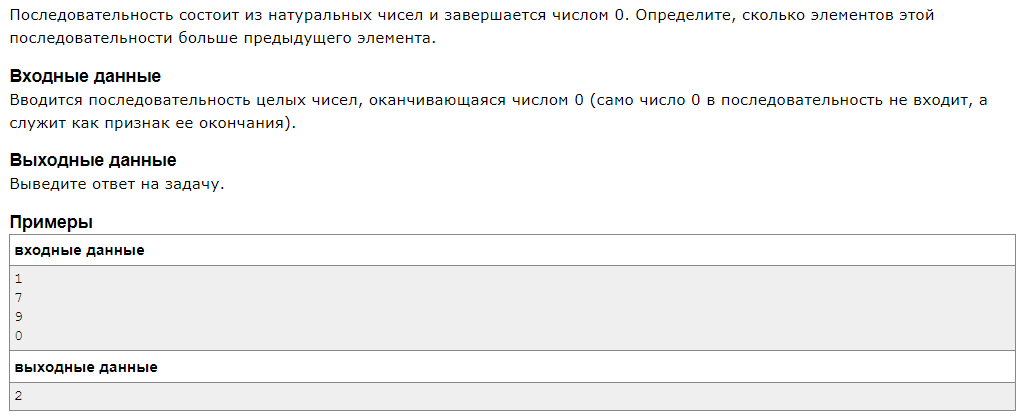 Последовательность состоит из натуральных чисел и завершается числом 0. Определите, сколько элементов этой
последовательности больше предыдущего элемента.
Входные данные
Вводится последовательность целых чисел, оканчивающаяся числом 0 (само число 0 в последовательность не входит, а
служит как признак ее окончания).
Выходные данные
Выведите ответ на задачу.
Примеры
входные данные
1
7
9
0
выходные данные
2